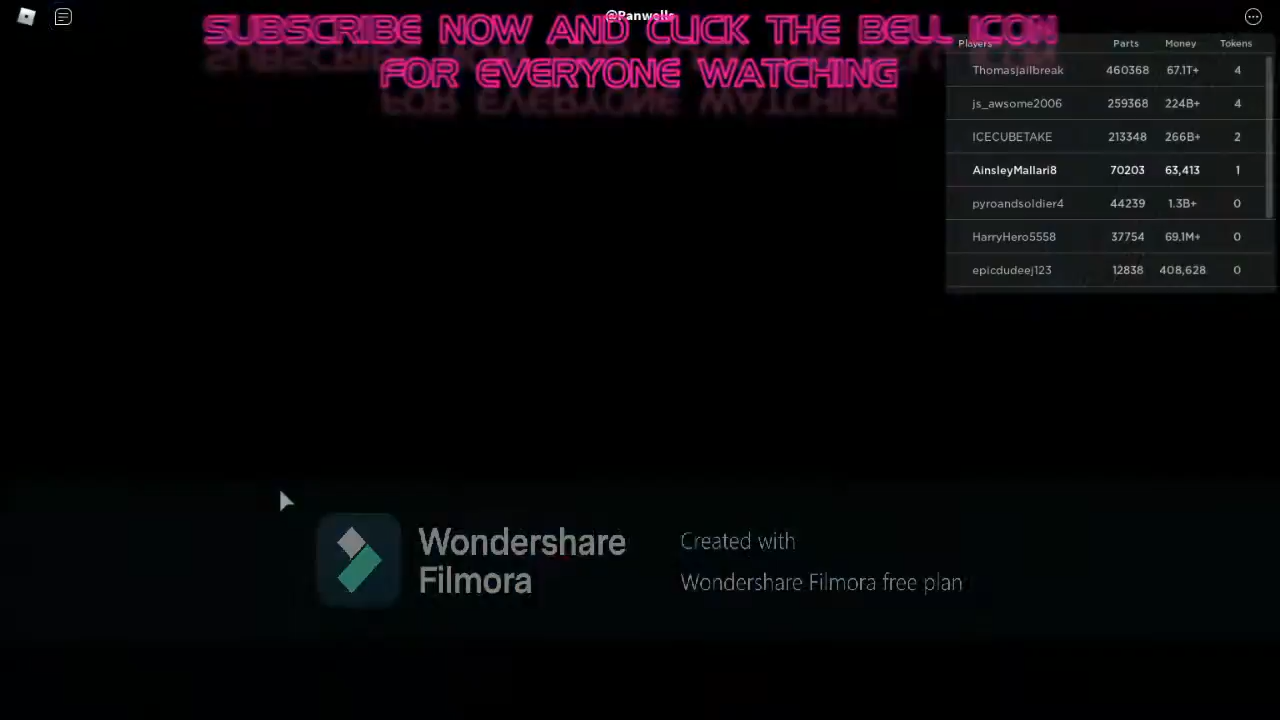 @Panwells
SUBSCRIBE NOW AND CLICK THE BELL ICON
FOR EVERYONE WATCHING
Players Parts Money Tokens
ThomasJailbreak 460368 67.1T+ 4
js_awsome2006 259368 224B+ 4
ICECUBETAKE 213348 266B+ 2
AinsleyMallari8 70203 63,413 1
pyroandsoldier4 44239 1.3B+ 0
HarryHero5558 37754 69.1M+ 0
epicdudeej123 12838 408,628 0
Wondershare
Filmora
Created with
Wondershare Filmora free plan